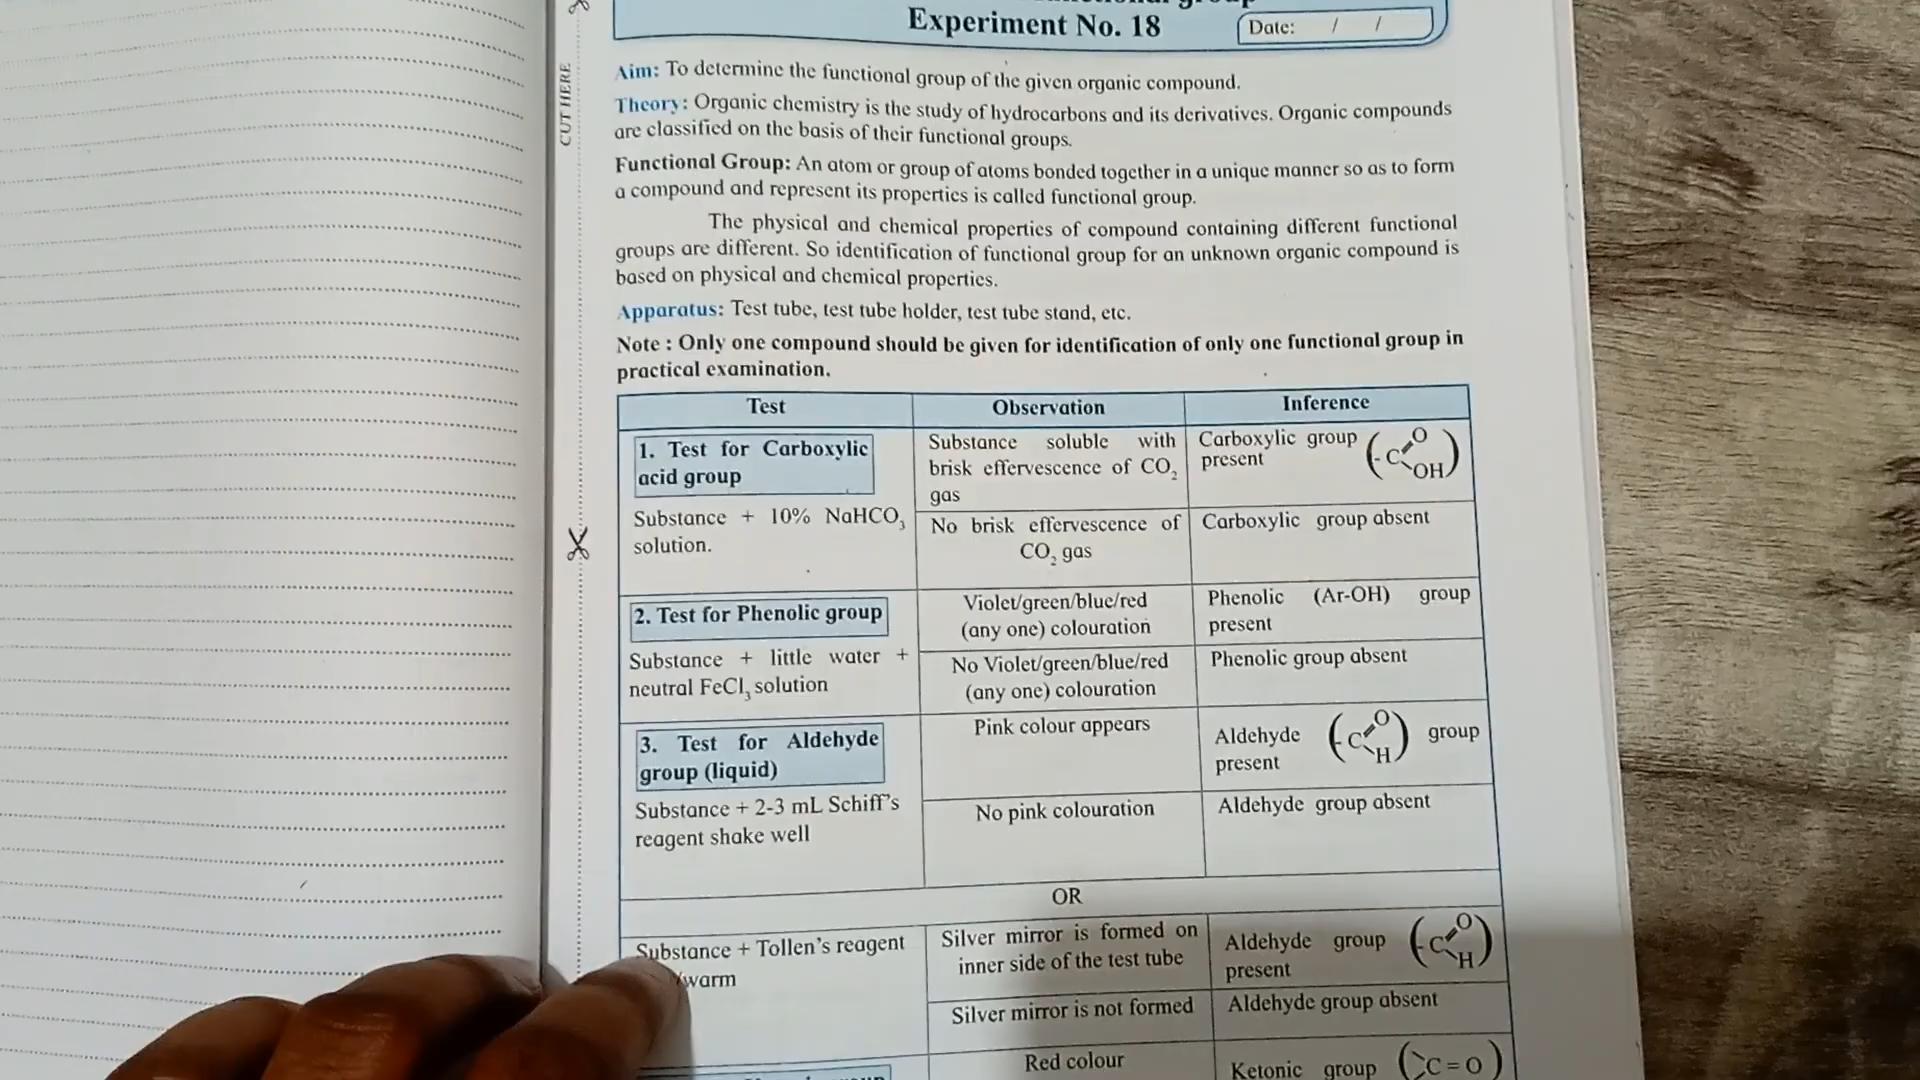 Experiment No. 18
Date: / /
CUT HERE
Aim: To determine the functional group of the given organic compound.
Theory: Organic chemistry is the study of hydrocarbons and its derivatives. Organic compounds
are classified on the basis of their functional groups.
Functional Group: An atom or group of atoms bonded together in a unique manner so as to form
a compound and represent its properties is called functional group.
The physical and chemical properties of compound containing different functional
groups are different. So identification of functional group for an unknown organic compound is
based on physical and chemical properties.
Apparatus: Test tube, test tube holder, test tube stand, etc.
Note : Only one compound should be given for identification of only one functional group in
practical examination.
Test
Observation
Inference
1. Test for Carboxylic
acid group
Substance + 10% NaHCO₃
solution.
Substance soluble with
brisk effervescence of CO₂
gas
Carboxylic group
present
(-C O OH)
No brisk effervescence of
CO₂ gas
Carboxylic group absent
2. Test for Phenolic group
Substance + little water +
neutral FeCl₃ solution
Violet/green/blue/red
(any one) colouration
Phenolic (Ar-OH) group
present
No Violet/green/blue/red
(any one) colouration
Phenolic group absent
3. Test for Aldehyde
group (liquid)
Substance + 2-3 mL Schiff's
reagent shake well
Pink colour appears
Aldehyde (-C O H) group
present
No pink colouration
Aldehyde group absent
OR
Substance + Tollen's reagent
warm
Silver mirror is formed on
inner side of the test tube
Aldehyde group (-C O H)
present
Silver mirror is not formed
Aldehyde group absent
Red colour
Ketonic group (>C=O)